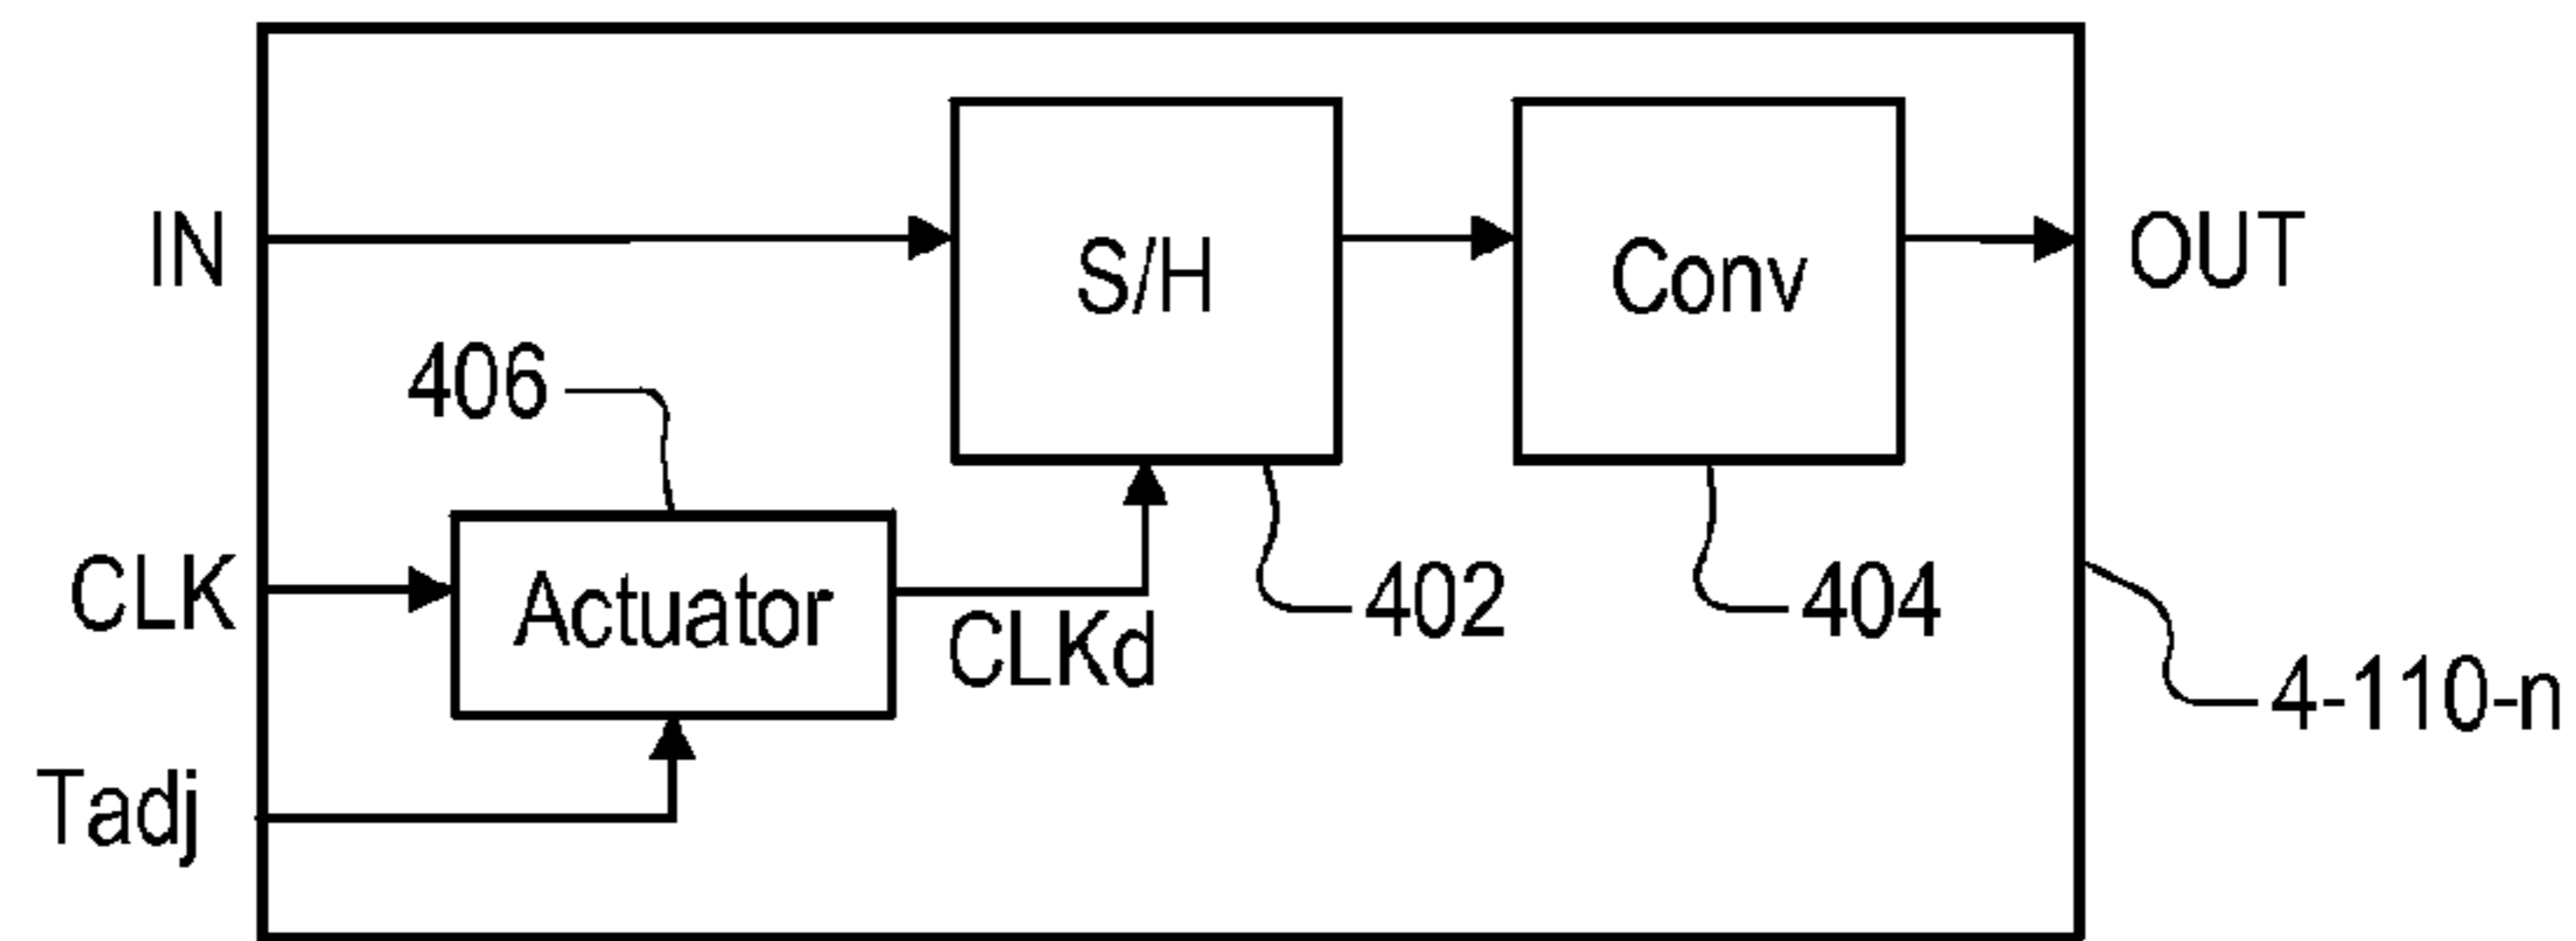 IN
S/H
Conv
OUT
406
CLK
Actuator
CLKd
402
404
4-110-n
Tadj